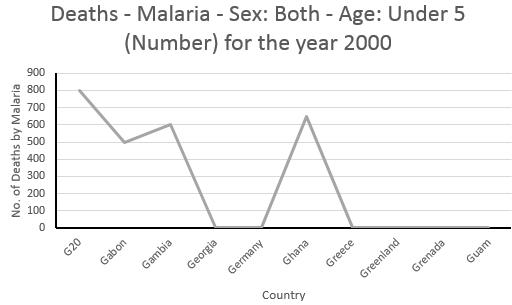 Deaths - Malaria - Sex: Both - Age: Under 5
(Number) for the year 2000
No. of Deaths by Malaria
900
800
700
600
500
400
300
200
100
0
G20
Gabon
Gambia
Georgia
Germany
Ghana
Greece
Greenland
Grenada
Guam
Country